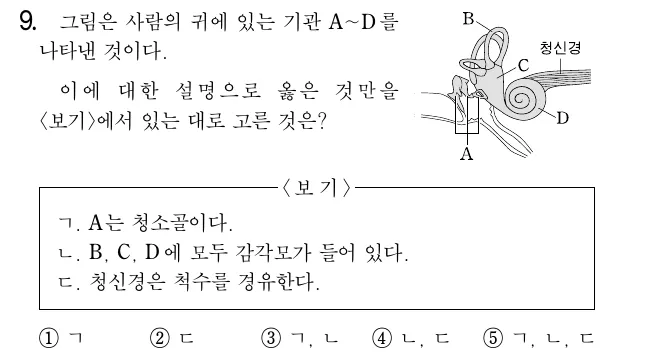 9. 그림은 사람의 귀에 있는 기관 A~D를
나타낸 것이다.
이에 대한 설명으로 옳은 것만을
〈보기〉에서 있는 대로 고른 것은?
B
청신경
C
D
A
〈보 기〉
ㄱ. A는 청소골이다.
ㄴ. B, C, D에 모두 감각모가 들어 있다.
ㄷ. 청신경은 척수를 경유한다.
① ㄱ ② ㄷ ③ ㄱ, ㄴ ④ ㄴ, ㄷ ⑤ ㄱ, ㄴ, ㄷ